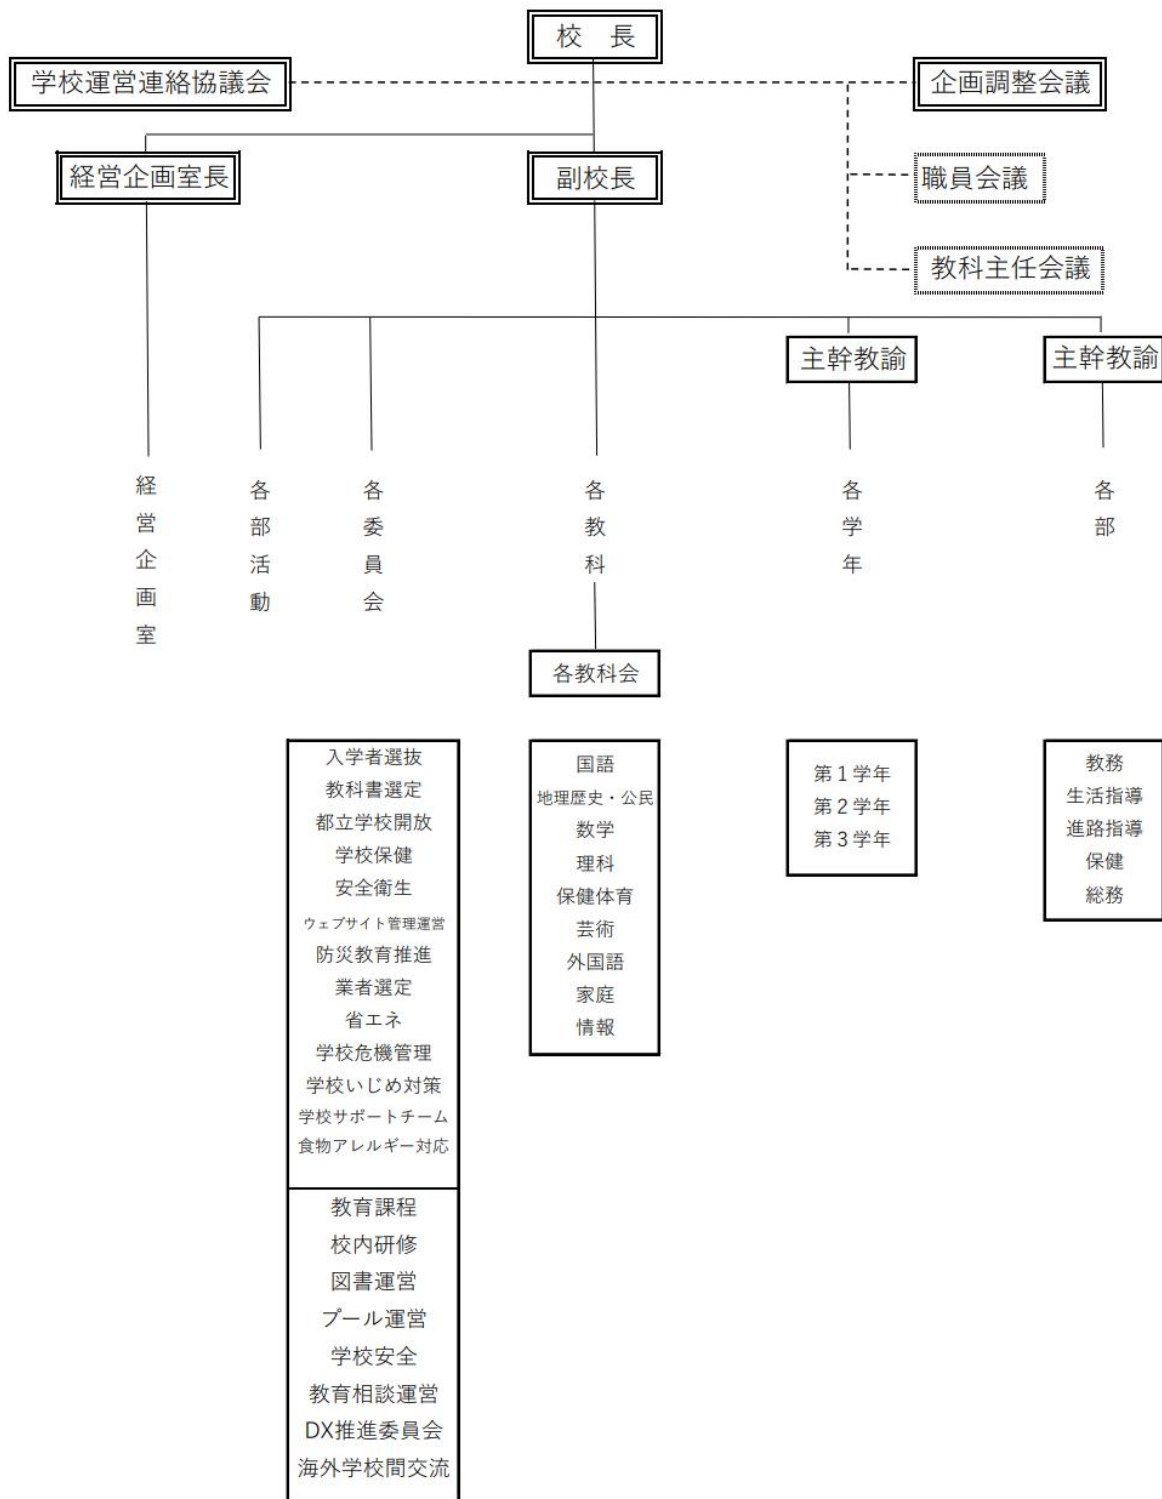 校　長
学校運営連絡協議会
企画調整会議
経営企画室長
副校長
職員会議
教科主任会議
主幹教諭
主幹教諭
経営企画室
各部活動
各委員会
各教科
各学年
各部
各教科会
入学者選抜
教科書選定
都立学校開放
学校保健
安全衛生
ウェブサイト管理運営
防災教育推進
業者選定
省エネ
学校危機管理
学校いじめ対策
学校サポートチーム
食物アレルギー対応
教育課程
校内研修
図書運営
プール運営
学校安全
教育相談運営
DX推進委員会
海外学校間交流
国語
地理歴史・公民
数学
理科
保健体育
芸術
外国語
家庭
情報
第１学年
第２学年
第３学年
教務
生活指導
進路指導
保健
総務